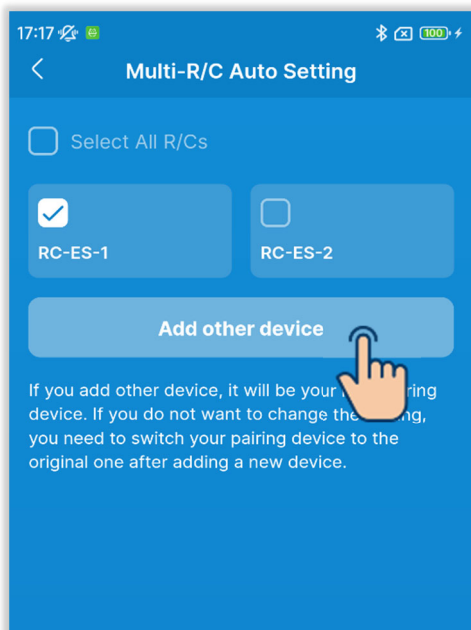 17:17
100
Multi-R/C Auto Setting
Select All R/Cs
RC-ES-1
RC-ES-2
Add other device
If you add other device, it will be your ring
device. If you do not want to change the
you need to switch your pairing device to the
original one after adding a new device.